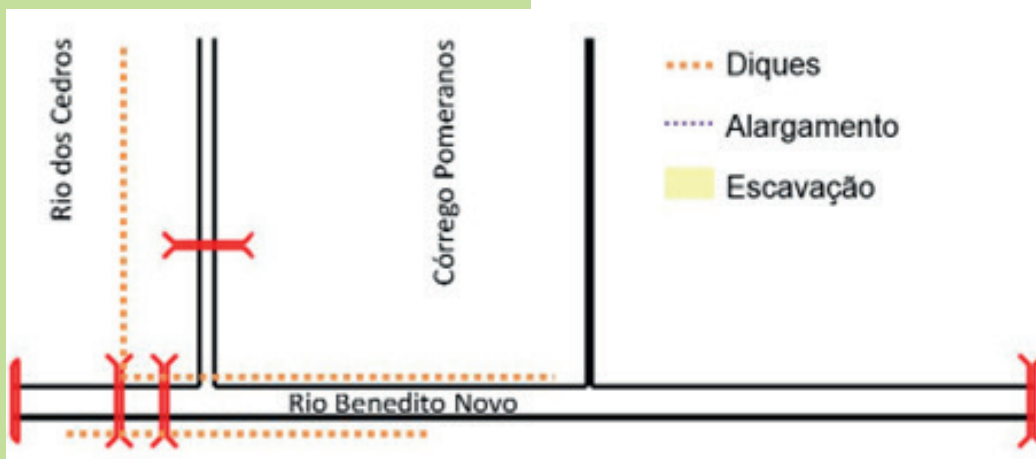 Rio dos Cedros
Córrego Pomeranos
Diques
Alargamento
Escavação
Rio Benedito Novo